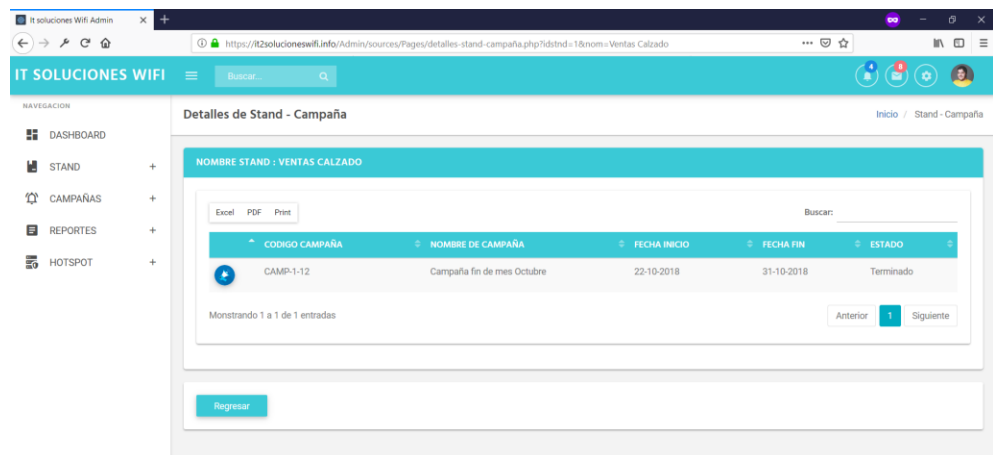 It soluciones Wifi Admin
https://it2solucioneswifi.info/Admin/sources/Pages/detalles-stand-campaña.php?idstnd=1&nom=Ventas Calzado
IT SOLUCIONES WIFI
Buscar...
4
8
NAVEGACION
Detalles de Stand - Campaña
Inicio / Stand - Campaña
DASHBOARD
STAND +
CAMPAÑAS +
REPORTES +
HOTSPOT +
NOMBRE STAND : VENTAS CALZADO
Excel PDF Print
Buscar:
CODIGO CAMPAÑA NOMBRE DE CAMPAÑA FECHA INICIO FECHA FIN ESTADO
CAMP-1-12 Campaña fin de mes Octubre 22-10-2018 31-10-2018 Terminado
Monstrando 1 a 1 de 1 entradas
Anterior 1 Siguiente
Regresar